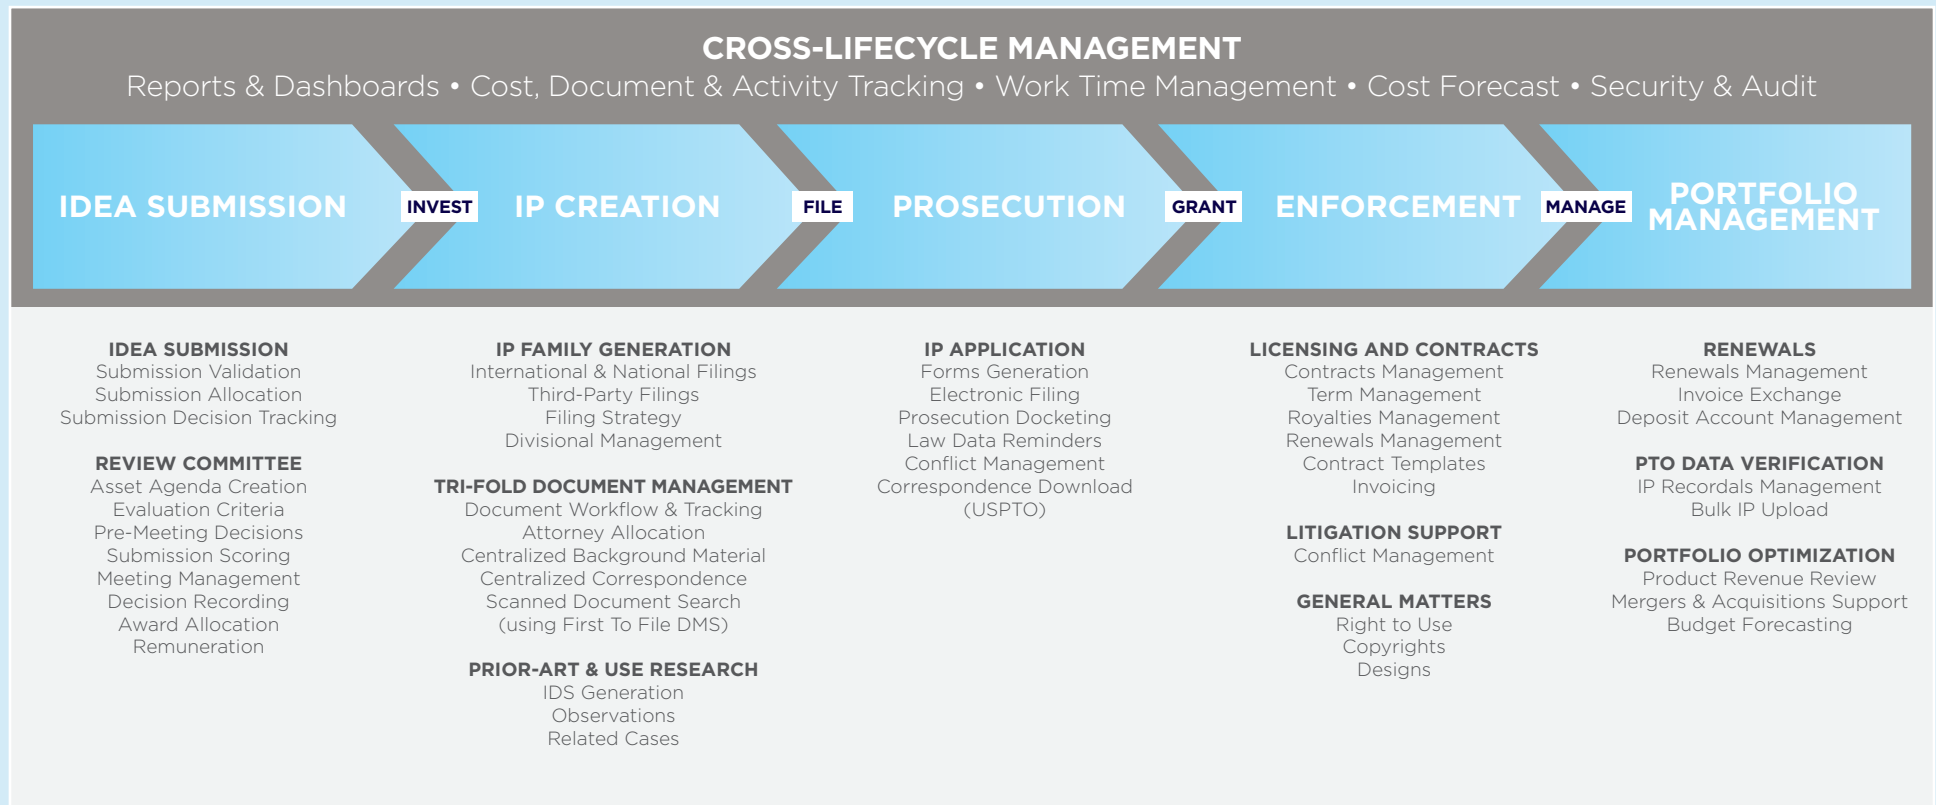 CROSS-LIFECYCLE MANAGEMENT
Reports & Dashboards • Cost, Document & Activity Tracking • Work Time Management • Cost Forecast • Security & Audit
IDEA SUBMISSION
INVEST
IP CREATION
FILE
PROSECUTION
GRANT
ENFORCEMENT
MANAGE
PORTFOLIO
MANAGEMENT
IDEA SUBMISSION
Submission Validation
Submission Allocation
Submission Decision Tracking
REVIEW COMMITTEE
Asset Agenda Creation
Evaluation Criteria
Pre-Meeting Decisions
Submission Scoring
Meeting Management
Decision Recording
Award Allocation
Remuneration
IP FAMILY GENERATION
International & National Filings
Third-Party Filings
Filing Strategy
Divisional Management
TRI-FOLD DOCUMENT MANAGEMENT
Document Workflow & Tracking
Attorney Allocation
Centralized Background Material
Centralized Correspondence
Scanned Document Search
(using First To File DMS)
PRIOR-ART & USE RESEARCH
IDS Generation
Observations
Related Cases
IP APPLICATION
Forms Generation
Electronic Filing
Prosecution Docketing
Law Data Reminders
Conflict Management
Correspondence Download
(USPTO)
LICENSING AND CONTRACTS
Contracts Management
Term Management
Royalties Management
Renewals Management
Contract Templates
Invoicing
LITIGATION SUPPORT
Conflict Management
GENERAL MATTERS
Right to Use
Copyrights
Designs
RENEWALS
Renewals Management
Invoice Exchange
Deposit Account Management
PTO DATA VERIFICATION
IP Recordals Management
Bulk IP Upload
PORTFOLIO OPTIMIZATION
Product Revenue Review
Mergers & Acquisitions Support
Budget Forecasting